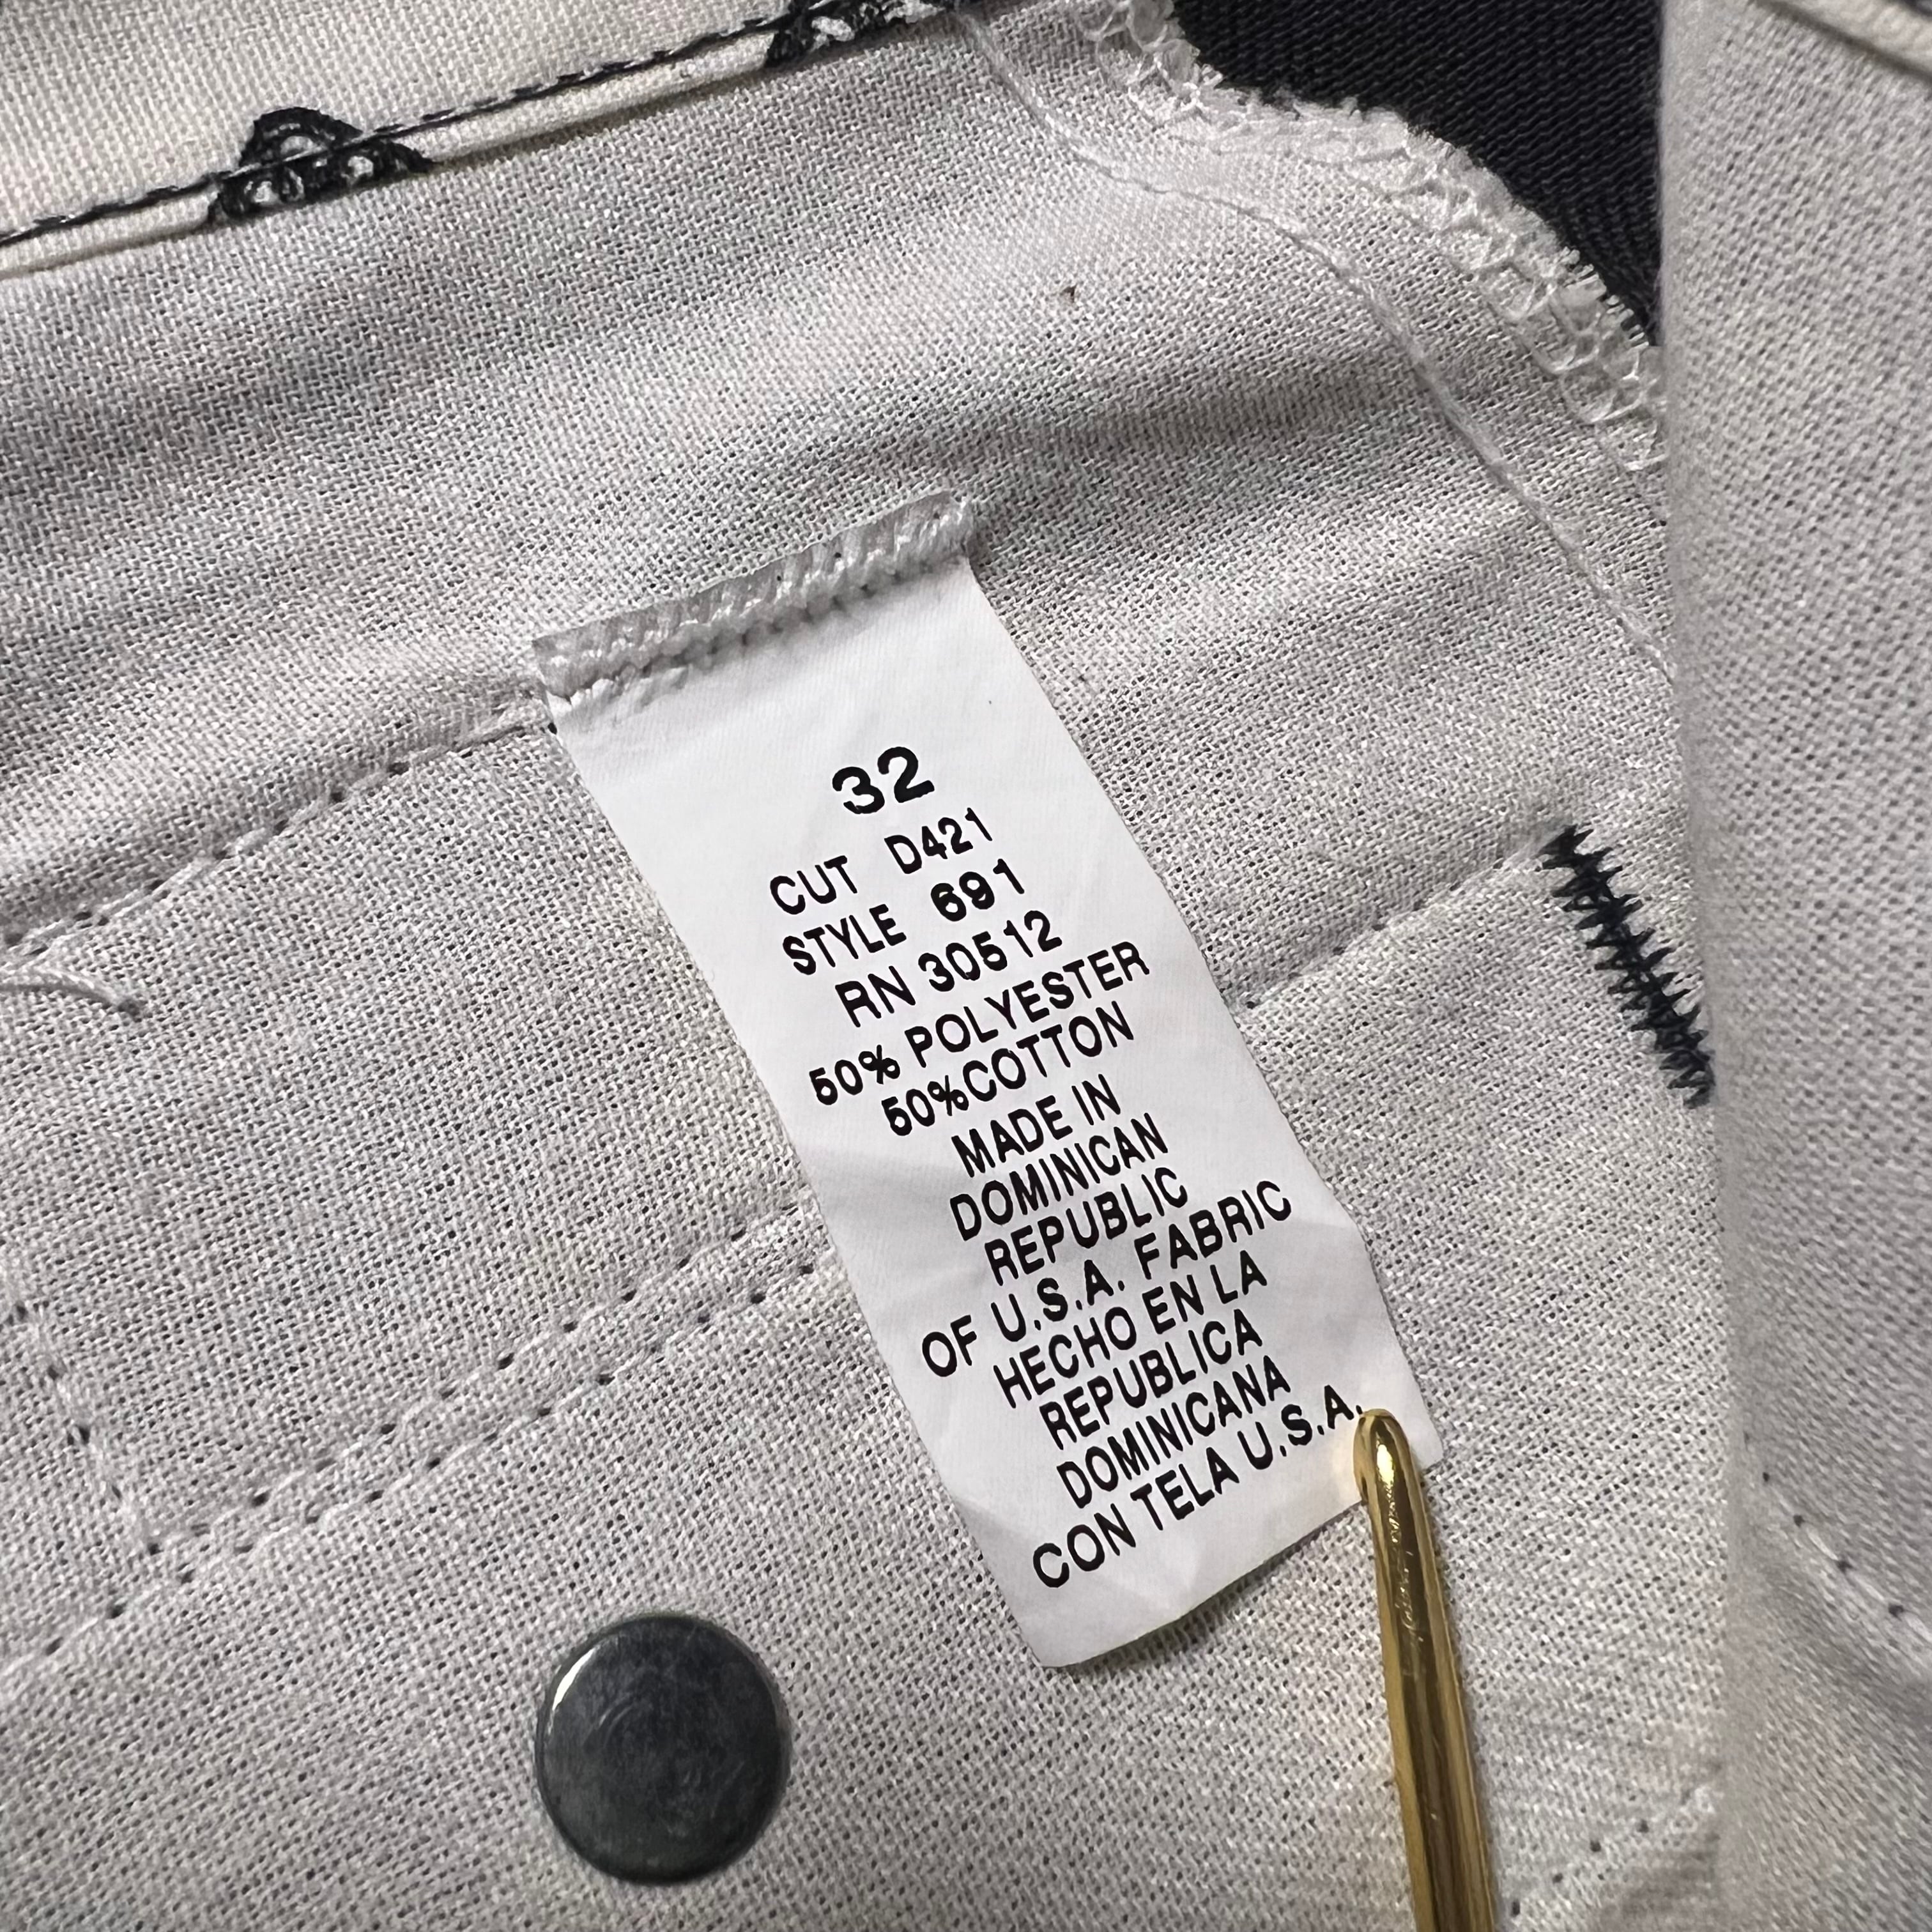 32
CUT D421
STYLE 691
RN 30512
50% POLYESTER
50%COTTON
MADE IN
DOMINICAN
REPUBLIC
OF U.S.A. FABRIC
HECHO EN LA
REPUBLICA
DOMINICANA
CON TELA U.S.A.